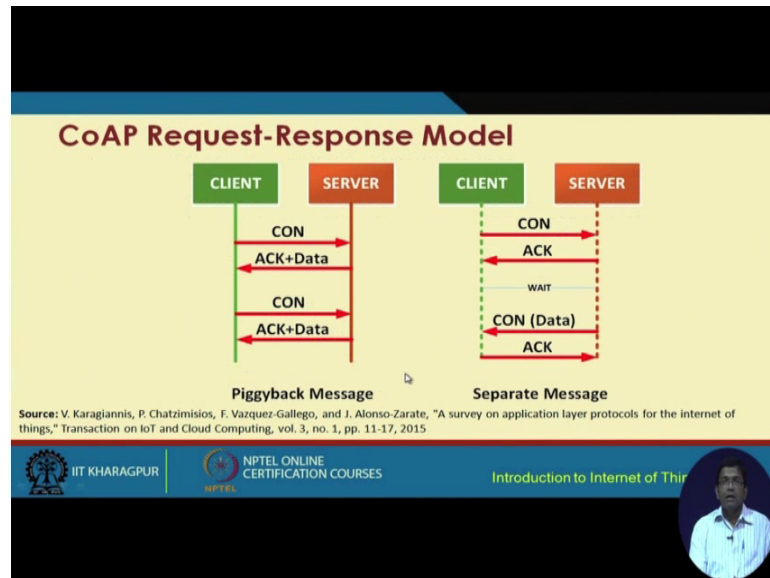 CoAP Request-Response Model
CLIENT
SERVER
CON
ACK+Data
CON
ACK+Data
Piggyback Message
CLIENT
SERVER
CON
ACK
WAIT
CON (Data)
ACK
Separate Message
Source: V. Karagiannis, P. Chatzimisios, F. Vazquez-Gallego, and J. Alonso-Zarate, "A survey on application layer protocols for the internet of
things," Transaction on IoT and Cloud Computing, vol. 3, no. 1, pp. 11-17, 2015
IIT KHARAGPUR
NPTEL
NPTEL ONLINE
CERTIFICATION COURSES
Introduction to Internet of